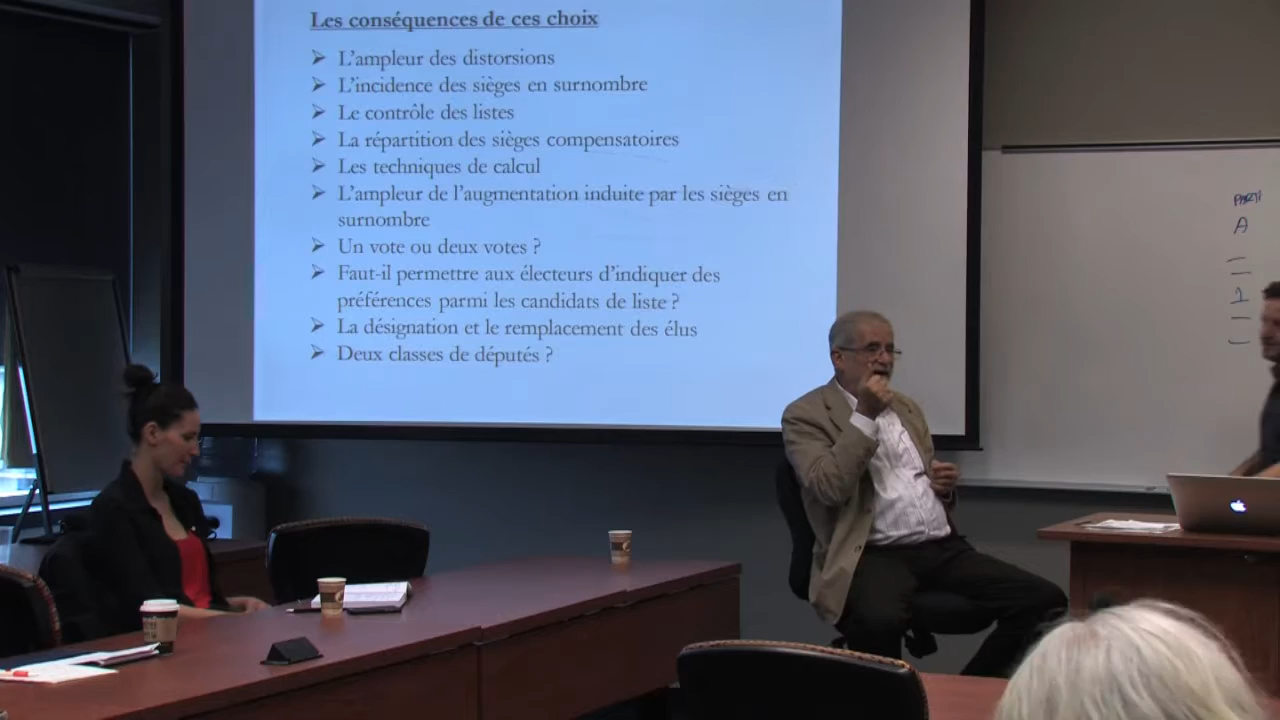 Les conséquences de ces choix
➢ L'ampleur des distorsions
➢ L'incidence des sièges en surnombre
➢ Le contrôle des listes
➢ La répartition des sièges compensatoires
➢ Les techniques de calcul
➢ L'ampleur de l'augmentation induite par les sièges en
surnombre
➢ Un vote ou deux votes ?
➢ Faut-il permettre aux électeurs d'indiquer des
préférences parmi les candidats de liste ?
➢ La désignation et le remplacement des élus
➢ Deux classes de députés ?
PARTI
A